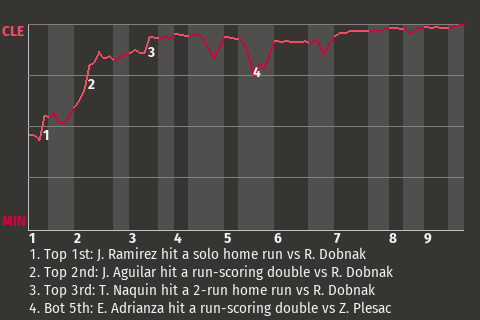 CLE
1
2
3
4
MIN
1 2 3 4 5 6 7 8 9
1. Top 1st: J. Ramirez hit a solo home run vs R. Dobnak
2. Top 2nd: J. Aguilar hit a run-scoring double vs R. Dobnak
3. Top 3rd: T. Naquin hit a 2-run home run vs R. Dobnak
4. Bot 5th: E. Adrianza hit a run-scoring double vs Z. Plesac